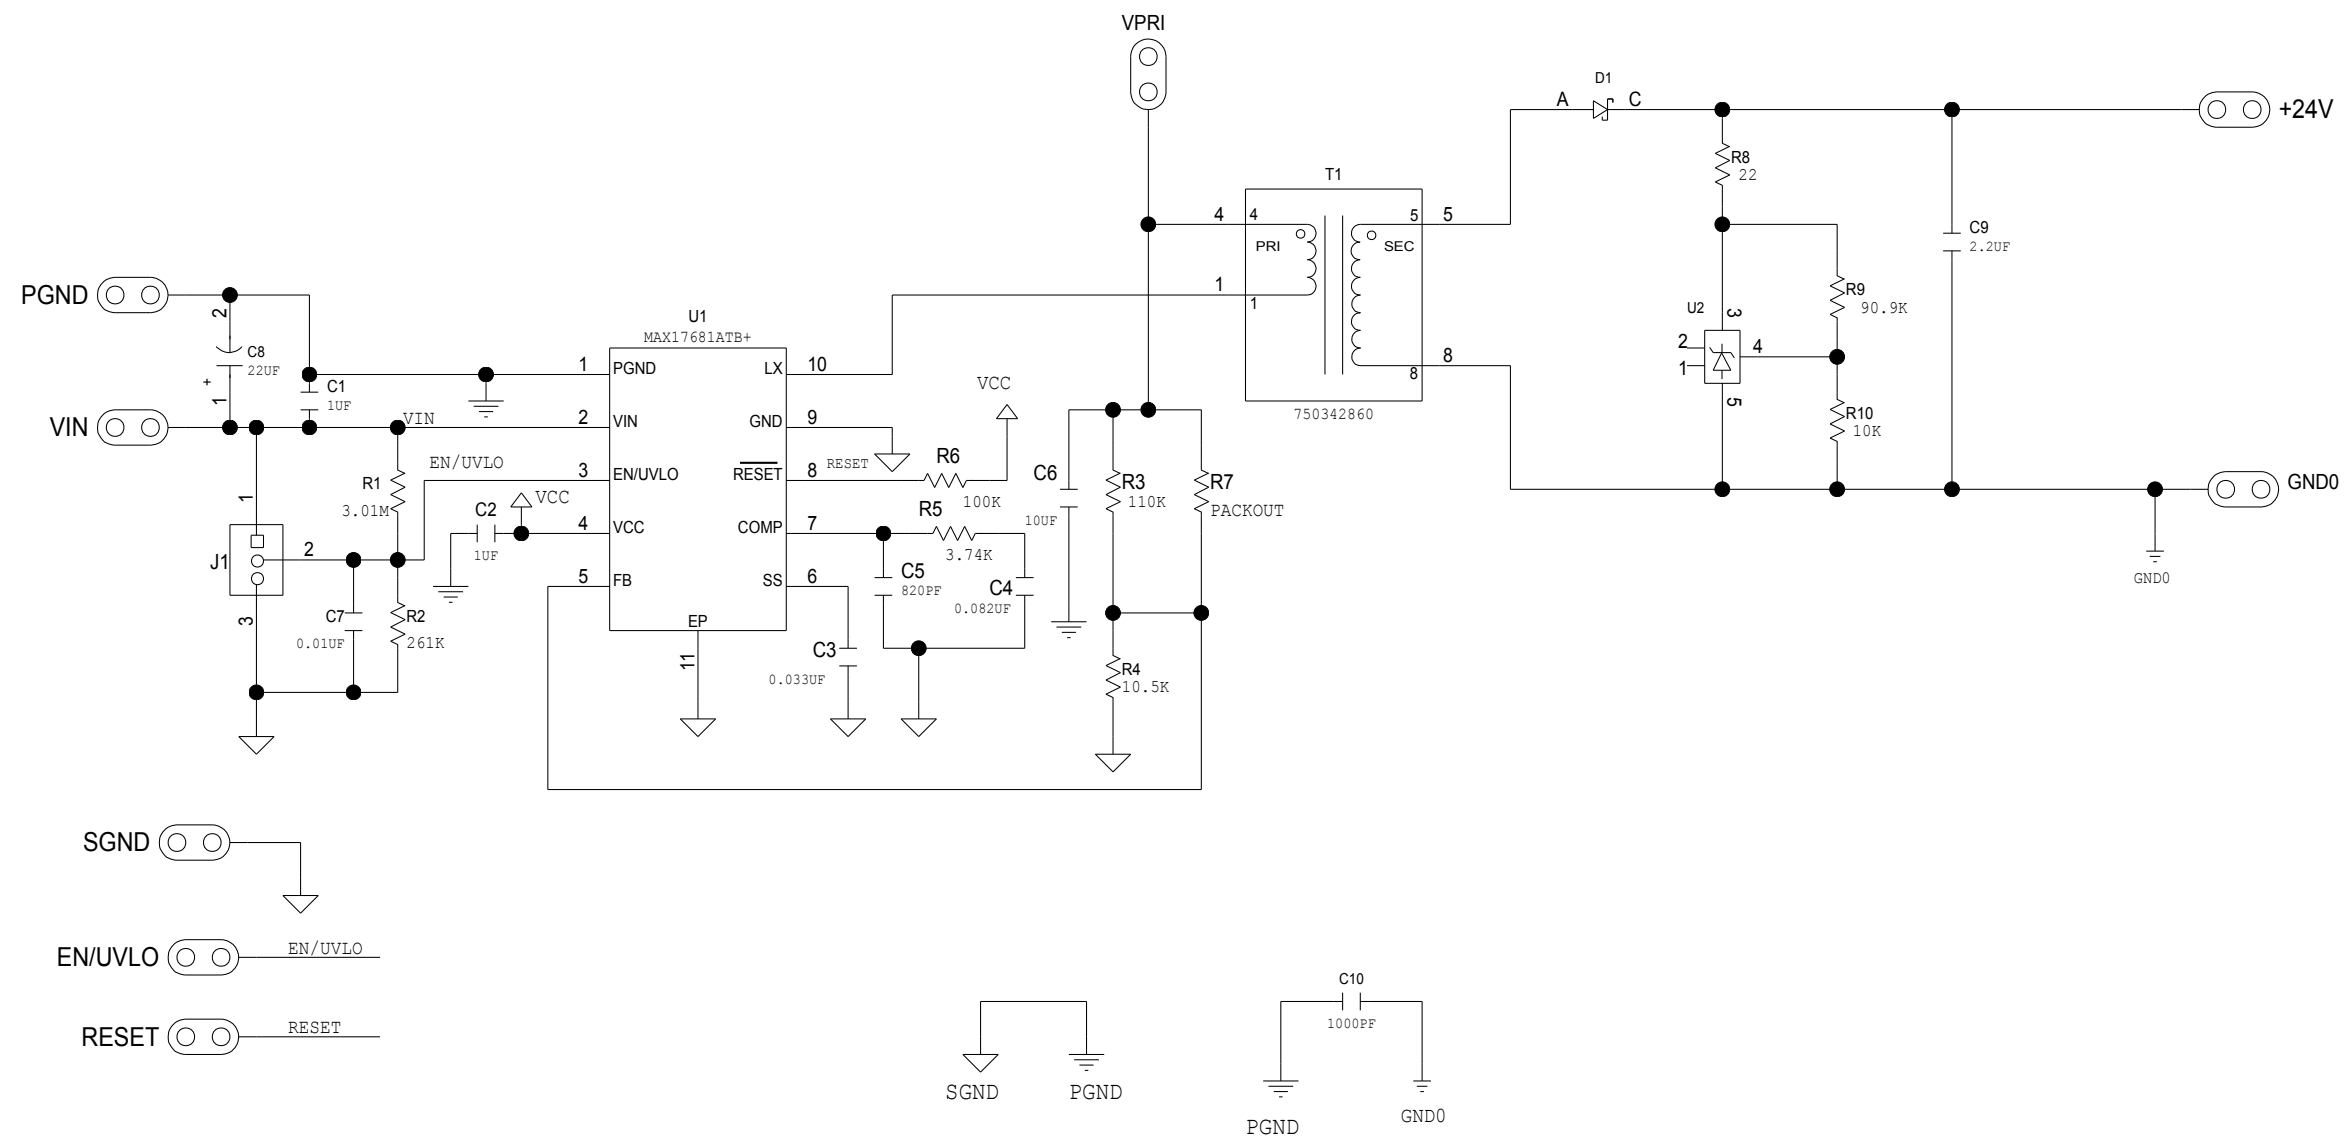 VPRI
D1
A
C
+24V
R8
22
T1
4
4
5
5
PRI
SEC
1
1
8
8
750342860
C9
2.2UF
R9
90.9K
U2
3
2
1
4
5
R10
10K
GND0
GND0
PGND
2
C8
22UF
+
1
C1
1UF
VIN
VIN
U1
MAX17681ATB+
1
PGND
LX
10
2
VIN
GND
9
3
EN/UVLO
RESET
8
4
VCC
COMP
7
5
FB
SS
6
EP
11
EN/UVLO
R1
3.01M
1
J1
2
3
C7
0.01UF
R2
261K
C2
1UF
VCC
RESET
R6
100K
VCC
R5
3.74K
C5
820PF
C4
0.082UF
C3
0.033UF
C6
10UF
R3
110K
R7
PACKOUT
R4
10.5K
SGND
EN/UVLO
EN/UVLO
RESET
RESET
SGND
PGND
C10
1000PF
PGND
GND0